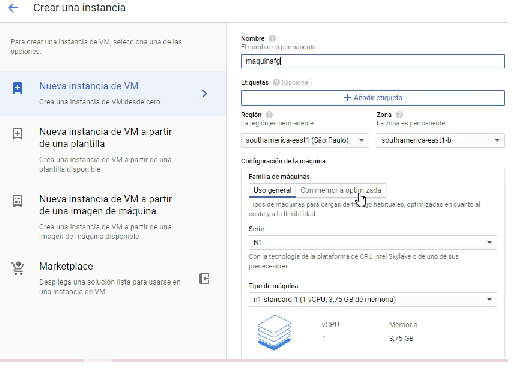 Crear una instancia
Para crear una instancia de VM, selecciona una de las
opciones.
Nueva instancia de VM
Crea una instancia de VM desde cero
Nueva instancia de VM a partir
de una plantilla
Crea una instancia de VM a partir de una
plantilla disponible
Nueva instancia de VM a partir
de una imagen de máquina
Crea una instancia de VM a partir de una
imagen de máquina disponible
Marketplace
Despliega una solución lista para usarse en
una instancia de VM
Nombre
El nombre es permanente
maquinafg
Etiquetas (Opcional)
+ Añadir etiqueta
Región
La región es permanente
Zona
La zona es permanente
southamerica-east1 (São Paulo)
southamerica-east1-b
Configuración de la máquina
Familia de máquinas
Uso general
Con memoria optimizada
Tipos de máquinas para cargas de trabajo habituales, optimizadas en cuanto al
coste y a la flexibilidad
Serie
N1
Con la tecnología de la plataforma de CPU Intel Skylake o de uno de sus
predecesores
Tipo de máquina
n1-standard-1 (1 vCPU, 3,75 GB de memoria)
vCPU
Memoria
1
3,75 GB